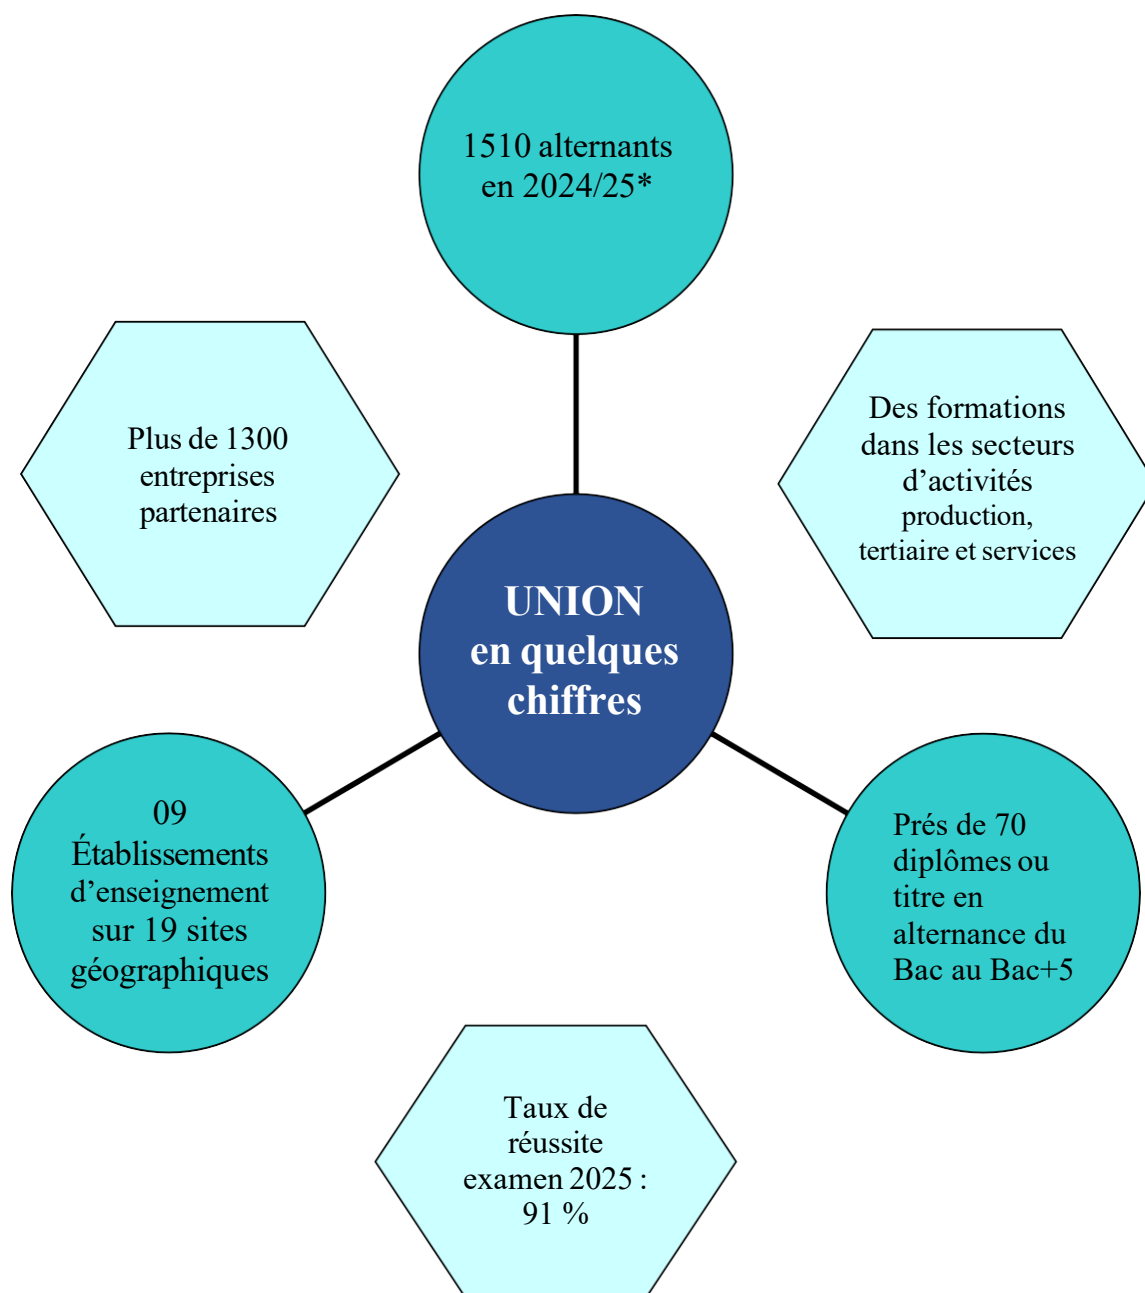 1510 alternants
en 2024/25*
Plus de 1300
entreprises
partenaires
Des formations
dans les secteurs
d’activités
production,
tertiaire et services
UNION
en quelques
chiffres
09
Établissements
d’enseignement
sur 19 sites
géographiques
Prés de 70
diplômes ou
titre en
alternance du
Bac au Bac+5
Taux de
réussite
examen 2025 :
91 %